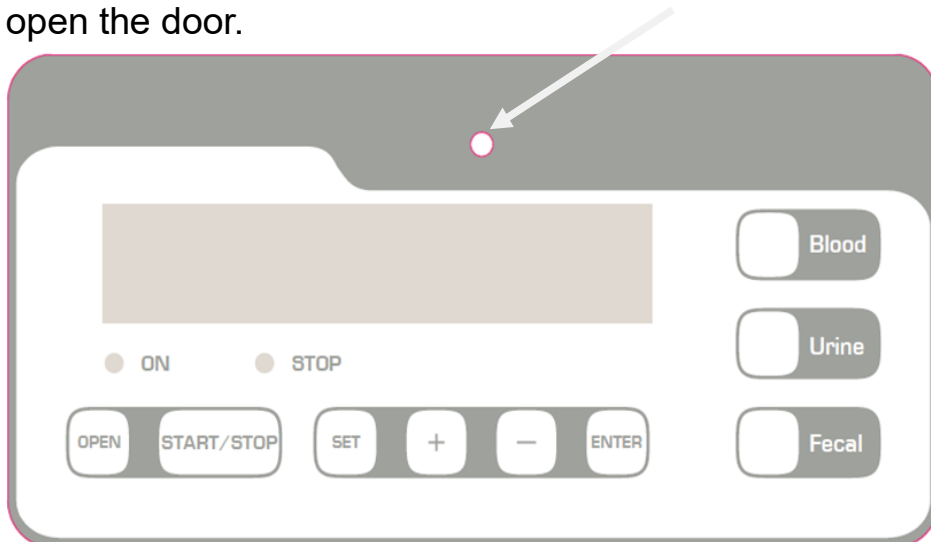 open the door.
Blood
Urine
ON STOP
OPEN START/STOP SET + − ENTER
Fecal